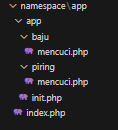 namespace\app
app
baju
mencuci.php
piring
mencuci.php
init.php
index.php